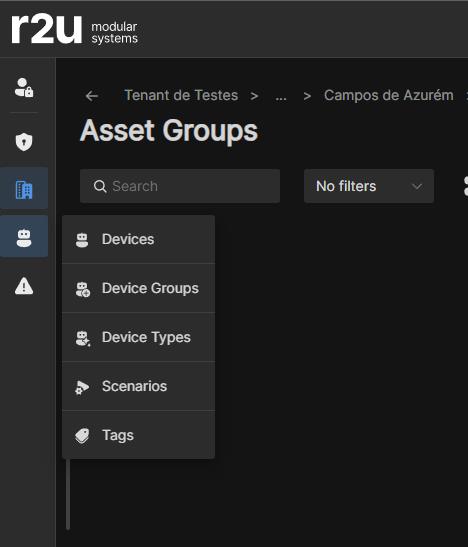 r2u modular
systems
Tenant de Testes > ... > Campos de Azurém >
Asset Groups
Search
No filters
Devices
Device Groups
Device Types
Scenarios
Tags